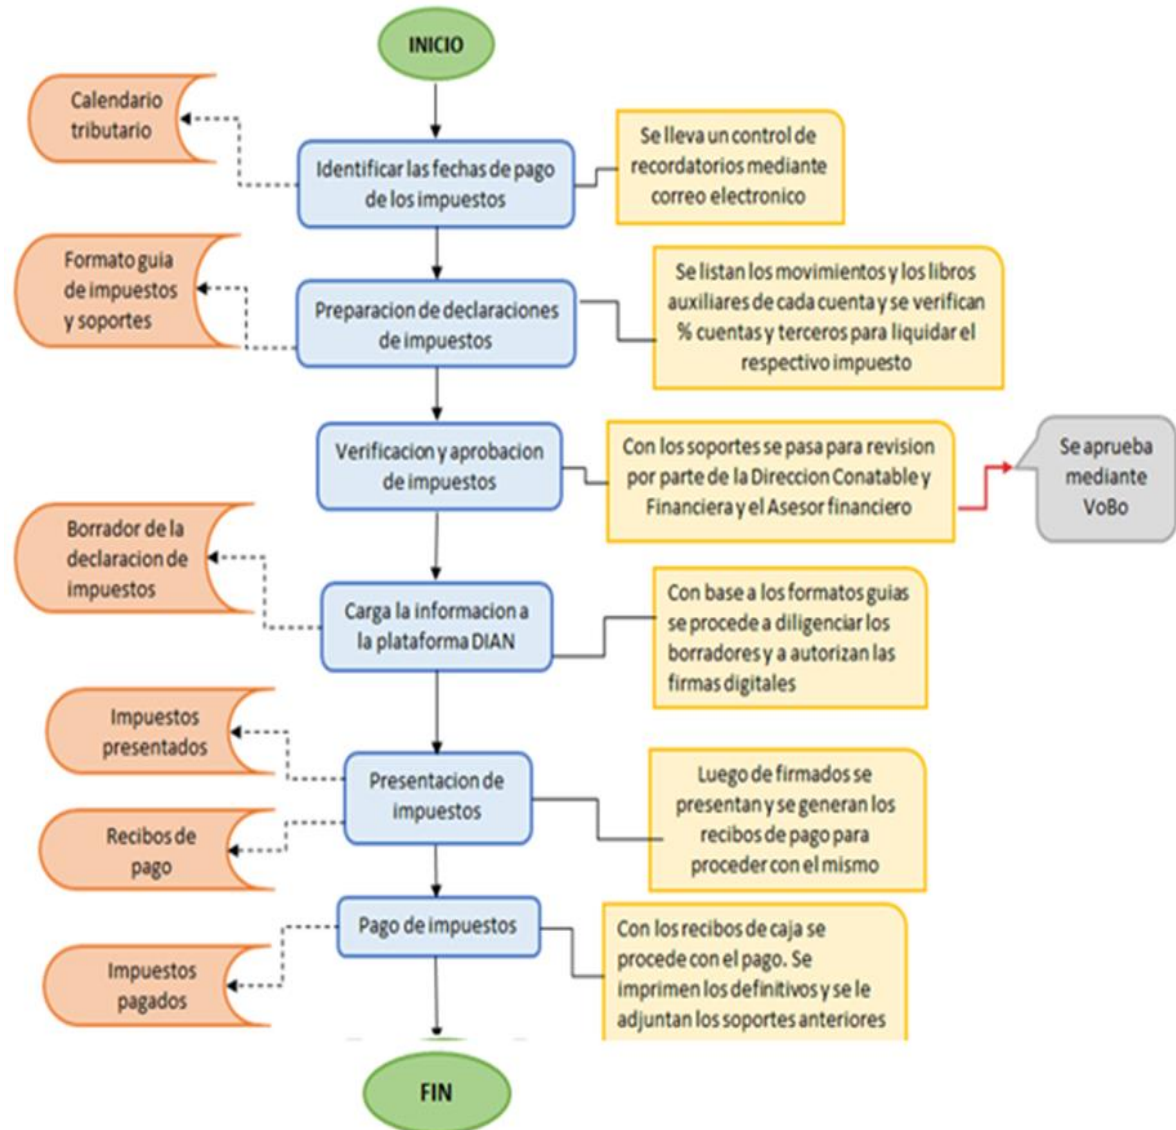 INICIO
Calendario
tributario
Identificar las fechas de pago
de los impuestos
Se lleva un control de
recordatorios mediante
correo electronico
Formato guia
de impuestos
y soportes
Preparacion de declaraciones
de impuestos
Se listan los movimientos y los libros
auxiliares de cada cuenta y se verifican
% cuentas y terceros para liquidar el
respectivo impuesto
Verificacion y aprobacion
de impuestos
Con los soportes se pasa para revision
por parte de la Direccion Conatable y
Financiera y el Asesor financiero
Se aprueba
mediante
VoBo
Borrador de la
declaracion de
impuestos
Carga la informacion a
la plataforma DIAN
Con base a los formatos guias
se procede a diligenciar los
borradores y a autorizan las
firmas digitales
Impuestos
presentados
Recibos de
pago
Presentacion de
impuestos
Luego de firmados se
presentan y se generan los
recibos de pago para
proceder con el mismo
Impuestos
pagados
Pago de impuestos
Con los recibos de caja se
procede con el pago. Se
imprimen los definitivos y se le
adjuntan los soportes anteriores
FIN